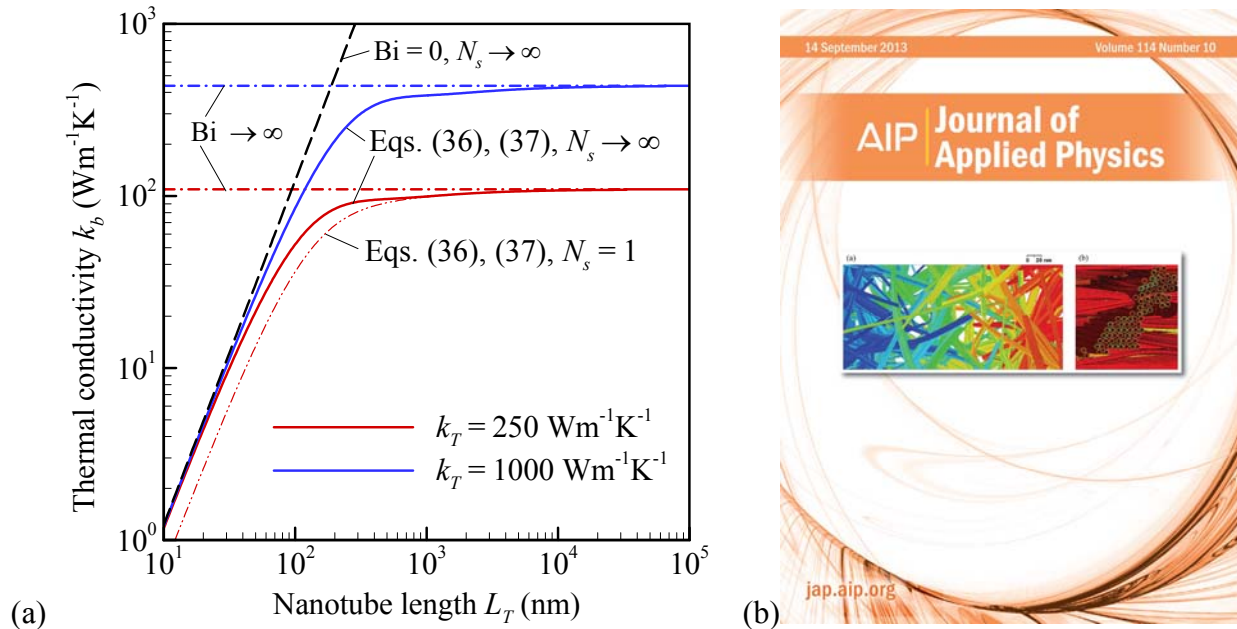 10^3
10^2
10^1
10^0
Thermal conductivity k_b (Wm^-1K^-1)
Bi = 0, N_s → ∞
Bi → ∞
Eqs. (36), (37), N_s → ∞
Eqs. (36), (37), N_s = 1
k_T = 250 Wm^-1K^-1
k_T = 1000 Wm^-1K^-1
10^1 10^2 10^3 10^4 10^5
Nanotube length L_T (nm)
(a)
14 September 2013
Volume 114 Number 10
AIP
Journal of
Applied Physics
(a)
0 20 nm
(b)
jap.aip.org
(b)